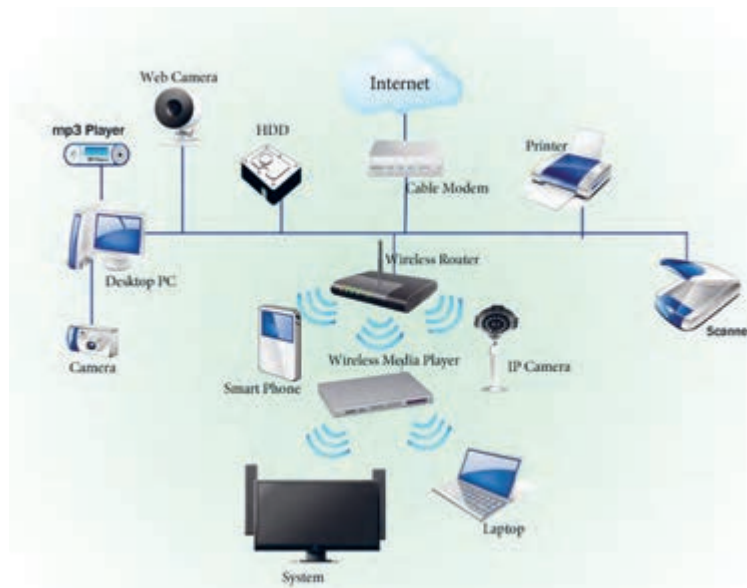 Web Camera
Internet
mp3 Player
HDD
Printer
Cable Modem
Wireless Router
Desktop PC
Scanne
Wireless Media Player
Camera
Smart Phone
IP Camera
Laptop
System